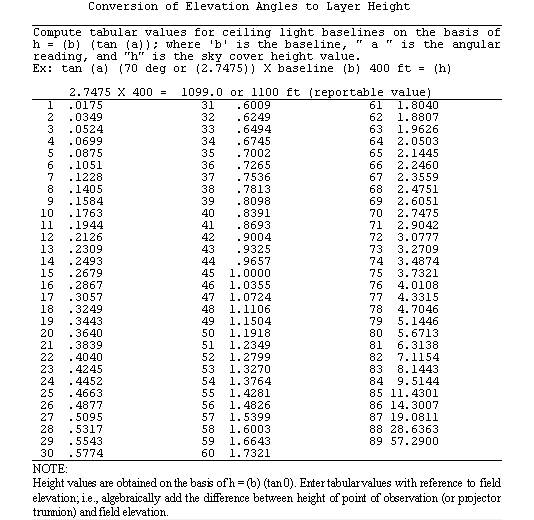 Conversion of Elevation Angles to Layer Height
Compute tabular values for ceiling light baselines on the basis of
h = (b) (tan (a)); where 'b' is the baseline, " a " is the angular
reading, and "h" is the sky cover height value.
Ex: tan (a) (70 deg or (2.7475)) X baseline (b) 400 ft = (h)
2.7475 X 400 = 1099.0 or 1100 ft (reportable value)
1 .0175 31 .6009 61 1.8040
2 .0349 32 .6249 62 1.8807
3 .0524 33 .6494 63 1.9626
4 .0699 34 .6745 64 2.0503
5 .0875 35 .7002 65 2.1445
6 .1051 36 .7265 66 2.2460
7 .1228 37 .7536 67 2.3559
8 .1405 38 .7813 68 2.4751
9 .1584 39 .8098 69 2.6051
10 .1763 40 .8391 70 2.7475
11 .1944 41 .8693 71 2.9042
12 .2126 42 .9004 72 3.0777
13 .2309 43 .9325 73 3.2709
14 .2493 44 .9657 74 3.4874
15 .2679 45 1.0000 75 3.7321
16 .2867 46 1.0355 76 4.0108
17 .3057 47 1.0724 77 4.3315
18 .3249 48 1.1106 78 4.7046
19 .3443 49 1.1504 79 5.1446
20 .3640 50 1.1918 80 5.6713
21 .3839 51 1.2349 81 6.3138
22 .4040 52 1.2799 82 7.1154
23 .4245 53 1.3270 83 8.1443
24 .4452 54 1.3764 84 9.5144
25 .4663 55 1.4281 85 11.4301
26 .4877 56 1.4826 86 14.3007
27 .5095 57 1.5399 87 19.0811
28 .5317 58 1.6003 88 28.6363
29 .5543 59 1.6643 89 57.2900
30 .5774 60 1.7321
NOTE:
Height values are obtained on the basis of h = (b) (tan 0). Enter tabular values with reference to field
elevation; i.e., algebraically add the difference between height of point of observation (or projector
trunnion) and field elevation.